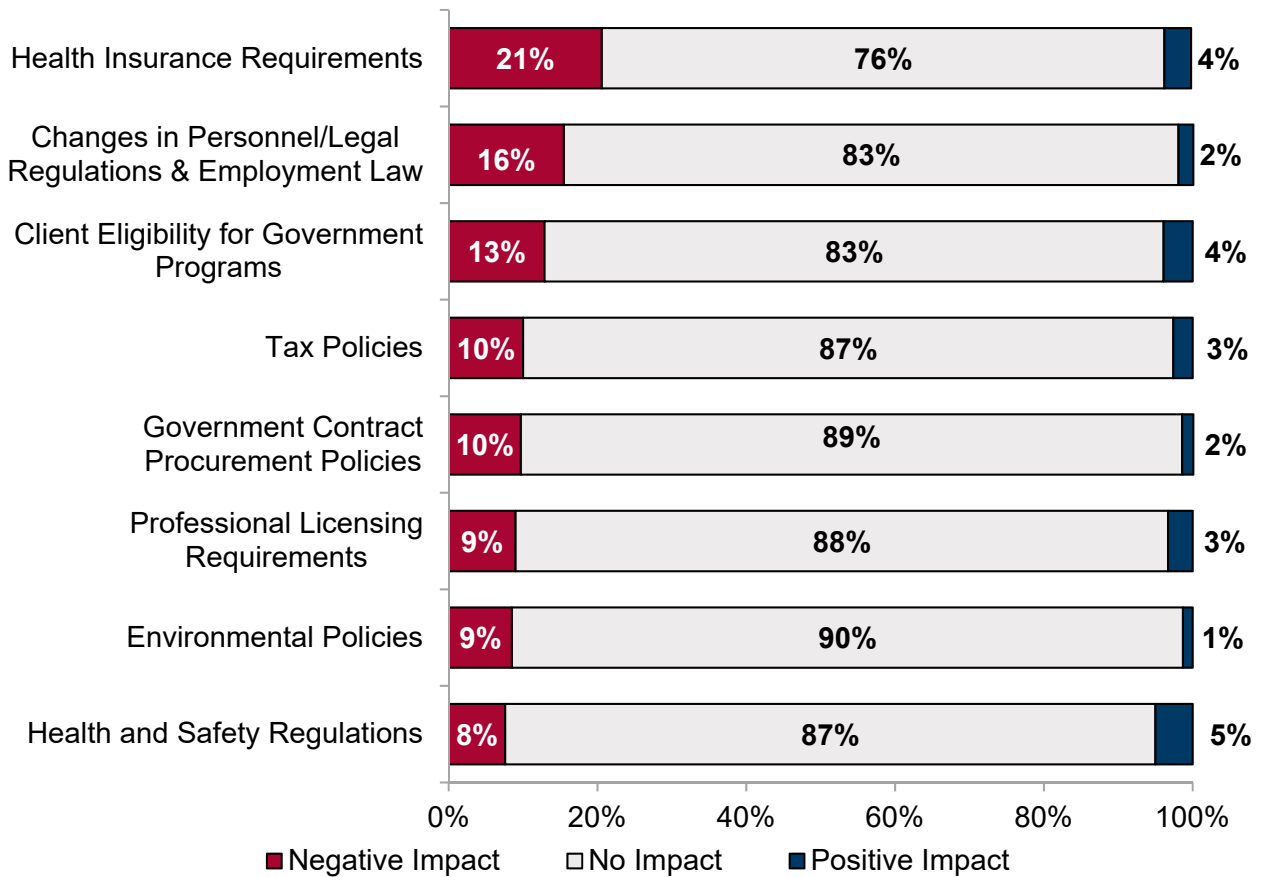 Health Insurance Requirements
21%
76%
4%
Changes in Personnel/Legal
Regulations & Employment Law
16%
83%
2%
Client Eligibility for Government
Programs
13%
83%
4%
Tax Policies
10%
87%
3%
Government Contract
Procurement Policies
10%
89%
2%
Professional Licensing
Requirements
9%
88%
3%
Environmental Policies
9%
90%
1%
Health and Safety Regulations
8%
87%
5%
0% 20% 40% 60% 80% 100%
Negative Impact No Impact Positive Impact